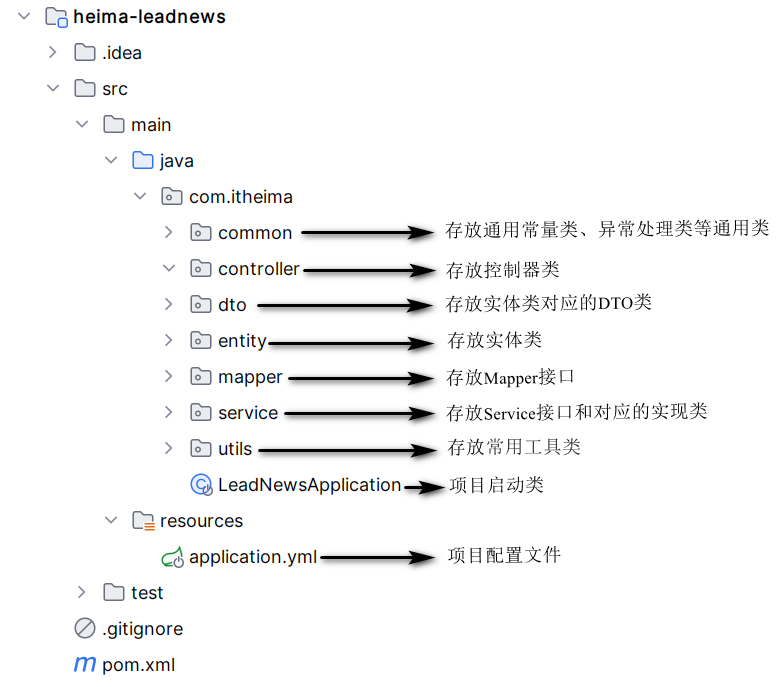 heima-leadnews
.idea
src
main
java
com.itheima
common 存放通用常量类、异常处理类等通用类
controller 存放控制器类
dto 存放实体类对应的DTO类
entity 存放实体类
mapper 存放Mapper接口
service 存放Service接口和对应的实现类
utils 存放常用工具类
LeadNewsApplication 项目启动类
resources
application.yml 项目配置文件
test
.gitignore
pom.xml